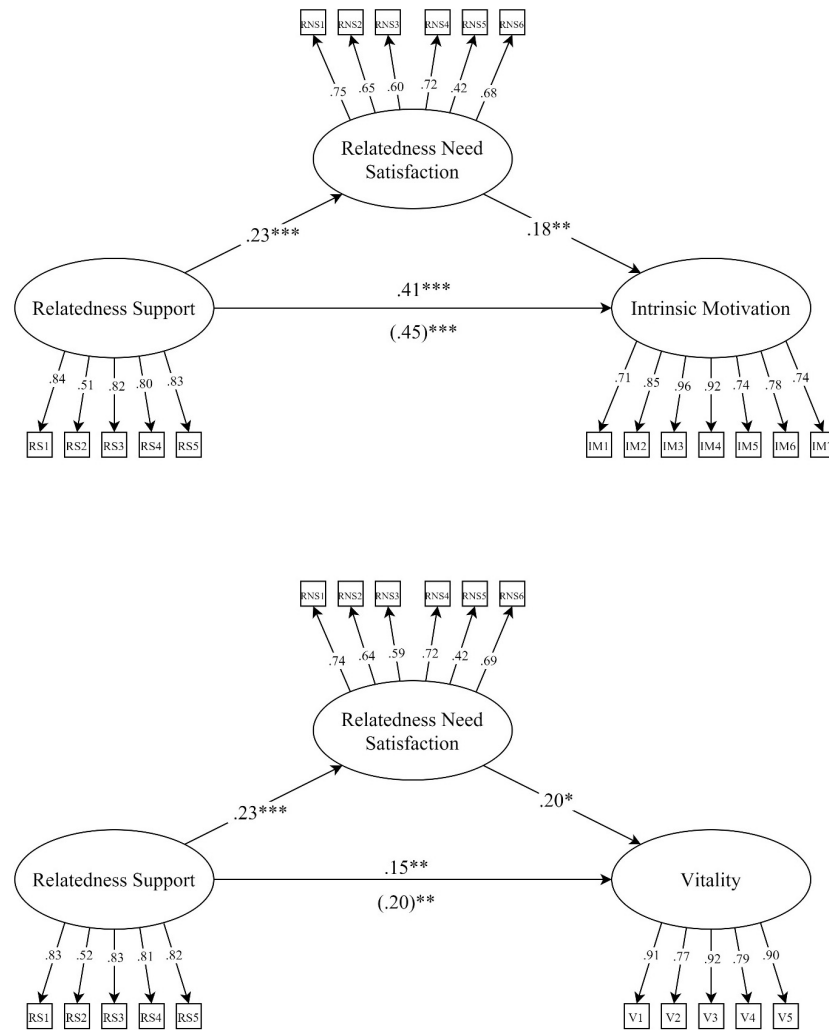 RNS1 RNS2 RNS3 RNS4 RNS5 RNS6
.75 .65 .60 .72 .42 .68
Relatedness Need
Satisfaction
.23*** .18**
Relatedness Support .41*** Intrinsic Motivation
(.45)***
.84 .51 .82 .80 .83 .71 .85 .96 .92 .74 .78 .74
RS1 RS2 RS3 RS4 RS5 IM1 IM2 IM3 IM4 IM5 IM6 IM7
RNS1 RNS2 RNS3 RNS4 RNS5 RNS6
.74 .64 .59 .72 .42 .69
Relatedness Need
Satisfaction
.23*** .20*
Relatedness Support .15** Vitality
(.20)**
.83 .52 .83 .81 .82 .91 .77 .92 .79 .90
RS1 RS2 RS3 RS4 RS5 V1 V2 V3 V4 V5